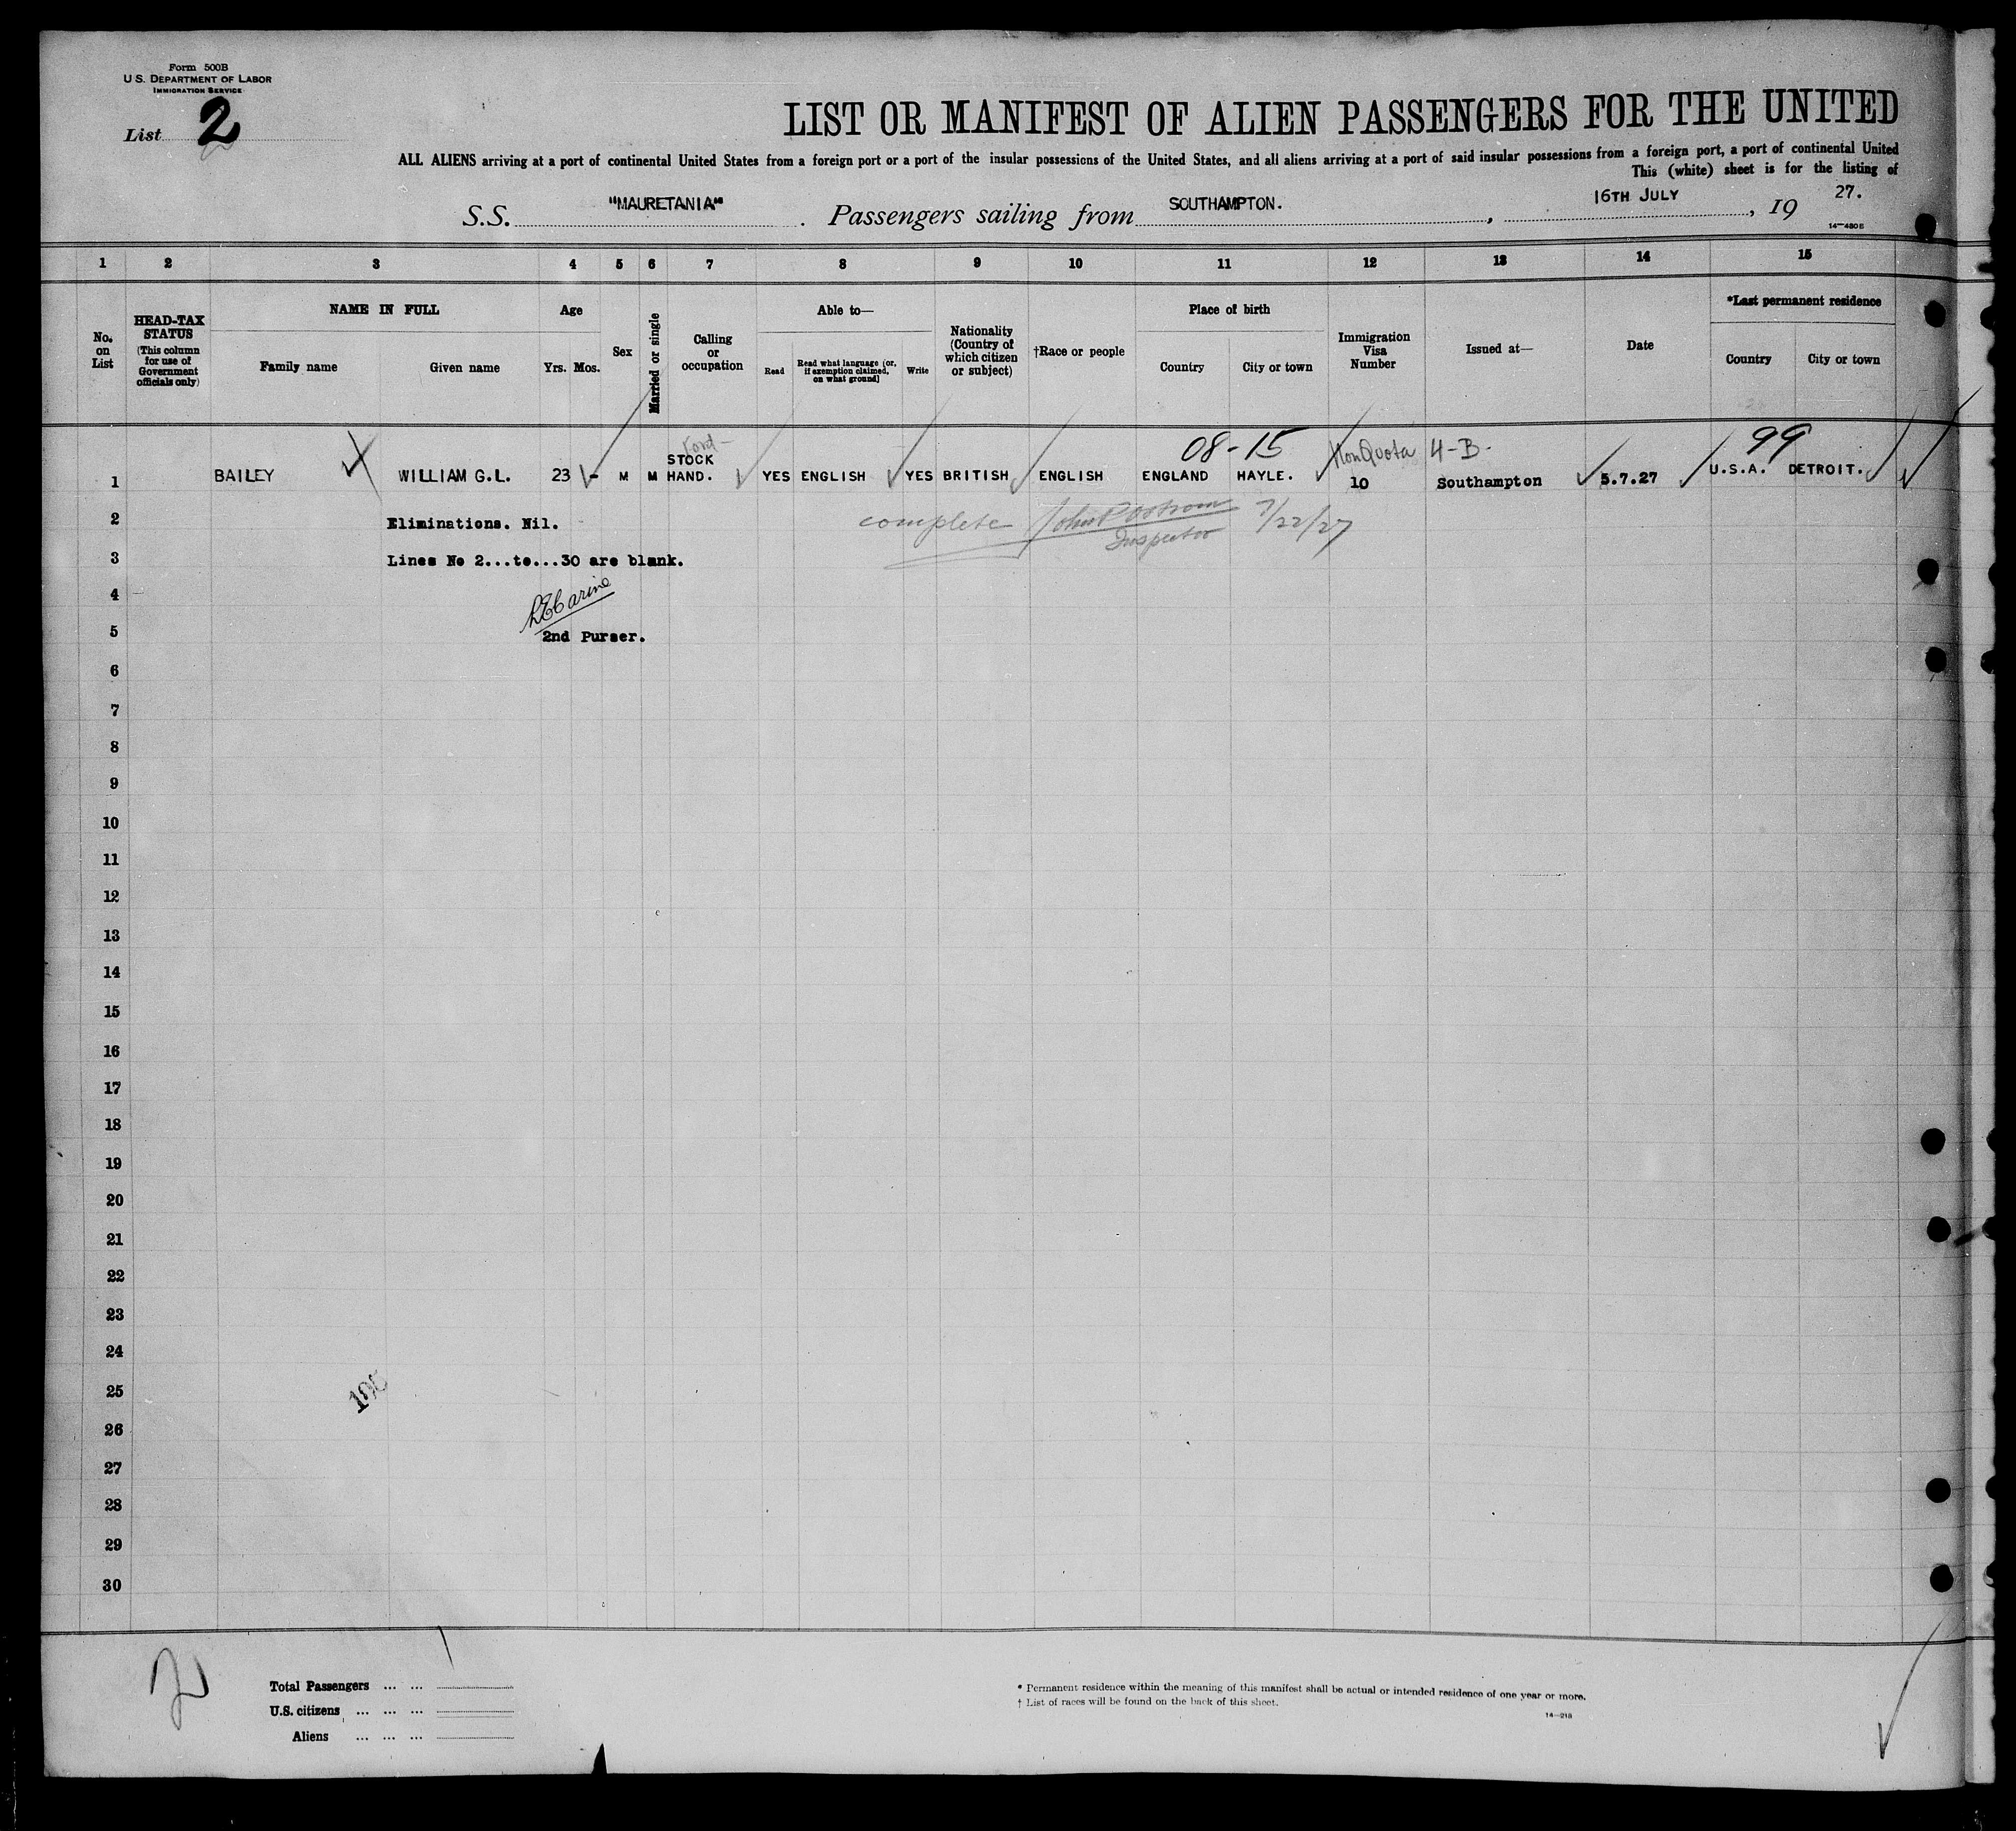 Form 500B
U S. DEPARTMENT OF LABOR
IMMIGRATION SERVICE
List 2
LIST OR MANIFEST OF ALIEN PASSENGERS FOR THE UNITED
ALL ALIENS arriving at a port of continental United States from a foreign port or a port of the insular possessions of the United States, and all aliens arriving at a port of said insular possessions from a foreign port, a port of continental United
This (white) sheet is for the listing of
S.S. "MAURETANIA" . Passengers sailing from SOUTHAMPTON. , 16TH JULY , 19 27.
1 2 3 4 5 6 7 8 9 10 11 12 13 14 15
No. on List
HEAD-TAX STATUS
(This column for use of Government officials only)
NAME IN FULL
Family name Given name
Age
Yrs. Mos.
Sex
Married or single
Calling or occupation
Able to—
Read Read what language (or, if exemption claimed, on what ground) Write
Nationality (Country of which citizen or subject)
†Race or people
Place of birth
Country City or town
Immigration Visa Number
Issued at—
Date
*Last permanent residence
Country City or town
08-15 Non Quota 4-B. 99
1 BAILEY WILLIAM G.L. 23 - M M STOCK HAND. YES ENGLISH YES BRITISH ENGLISH ENGLAND HAYLE. 10 Southampton 5.7.27 U.S.A. DETROIT.
2 Eliminations. Nil. complete 7/22/27
Inspector
3 Lines No 2...to...30 are blank.
4
5 2nd Purser.
6
7
8
9
10
11
12
13
14
15
16
17
18
19
20
21
22
23
24
25
26
27
28
29
30
Total Passengers ... ...
U.S. citizens ... ... ...
Aliens ... ... ...
* Permanent residence within the meaning of this manifest shall be actual or intended residence of one year or more.
† List of races will be found on the back of this sheet.
14—218